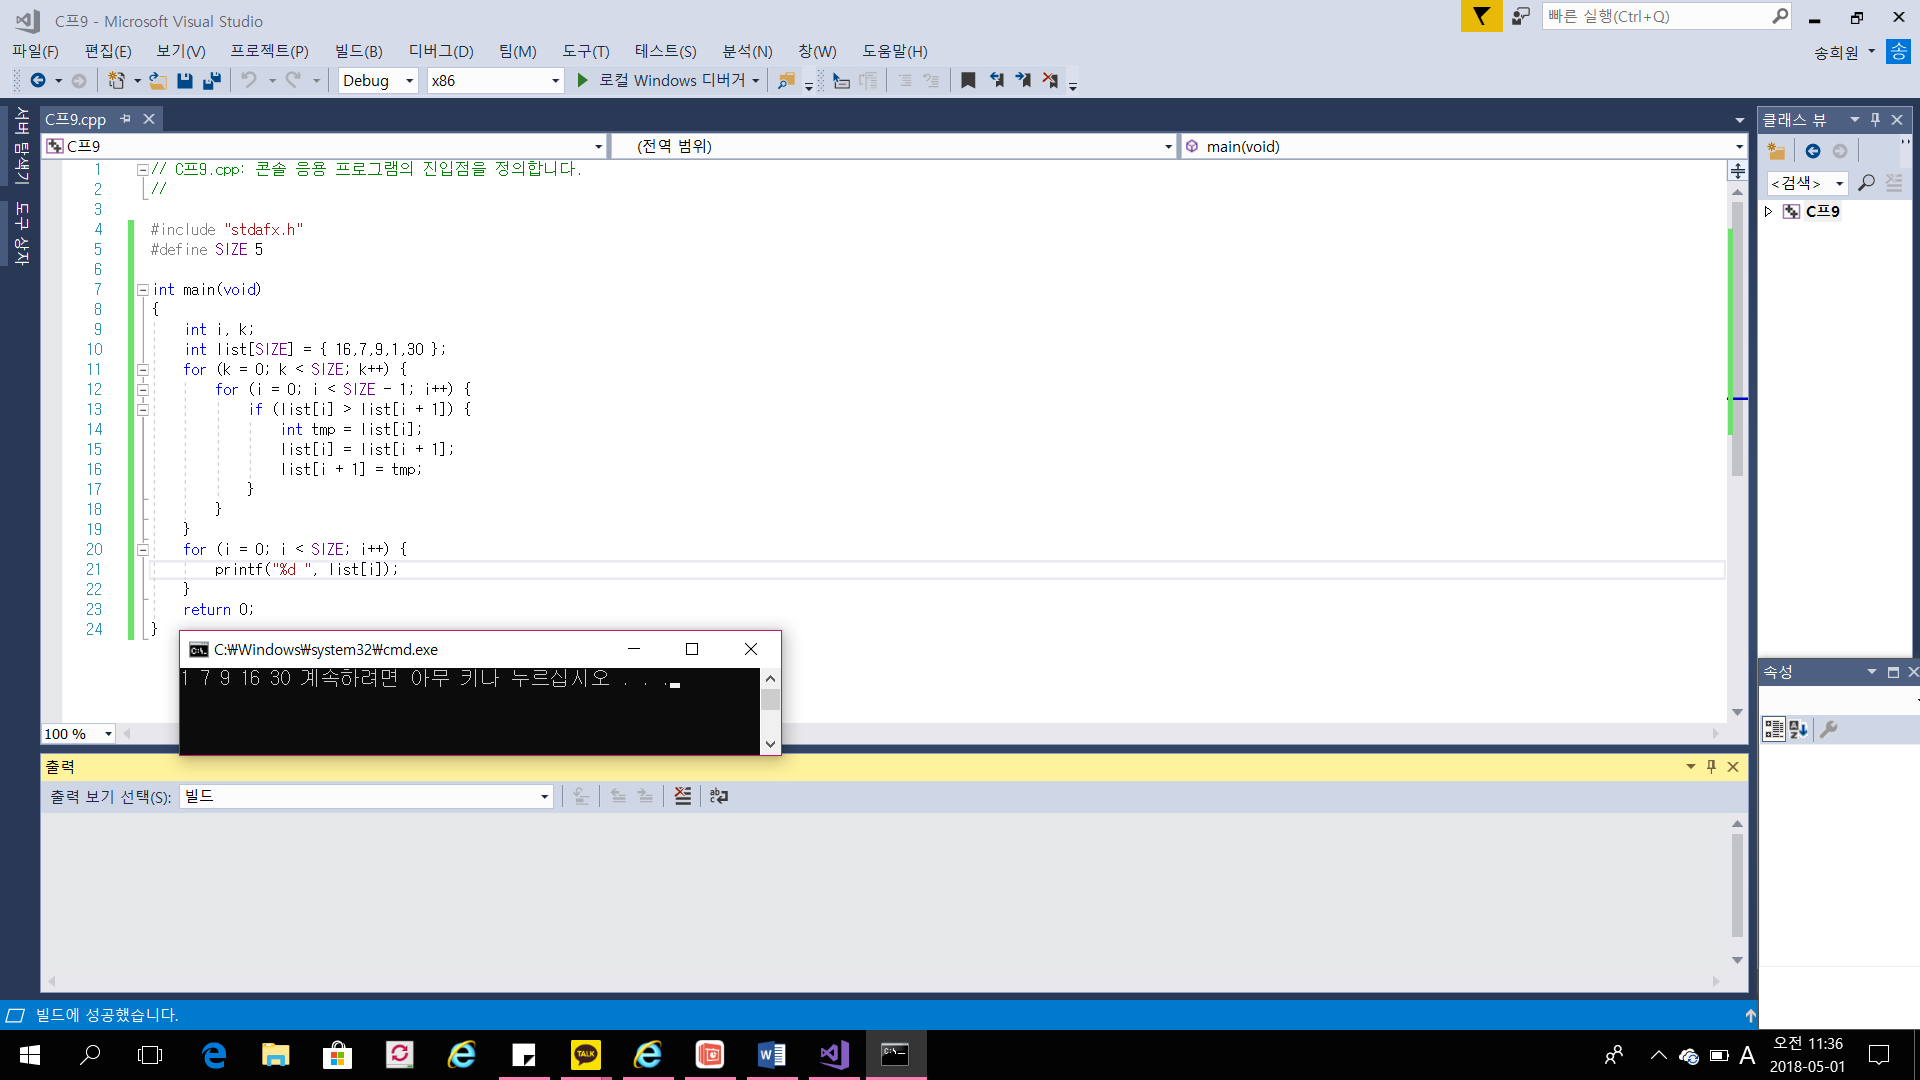 C프9 - Microsoft Visual Studio
빠른 실행(Ctrl+Q)
파일(F) 편집(E) 보기(V) 프로젝트(P) 빌드(B) 디버그(D) 팀(M) 도구(T) 테스트(S) 분석(N) 창(W) 도움말(H)
송희원 송
Debug x86 로컬 Windows 디버거
서버 탐색기
도구 상자
C프9.cpp
C프9 (전역 범위) main(void)
1 // C프9.cpp: 콘솔 응용 프로그램의 진입점을 정의합니다.
2 //
3
4 #include "stdafx.h"
5 #define SIZE 5
6
7 int main(void)
8 {
9 int i, k;
10 int list[SIZE] = { 16,7,9,1,30 };
11 for (k = 0; k < SIZE; k++) {
12 for (i = 0; i < SIZE - 1; i++) {
13 if (list[i] > list[i + 1]) {
14 int tmp = list[i];
15 list[i] = list[i + 1];
16 list[i + 1] = tmp;
17 }
18 }
19 }
20 for (i = 0; i < SIZE; i++) {
21 printf("%d ", list[i]);
22 }
23 return 0;
24 }
C:₩Windows₩system32₩cmd.exe
1 7 9 16 30 계속하려면 아무 키나 누르십시오 . . .
100 %
출력
출력 보기 선택(S): 빌드
클래스 뷰
<검색>
C프9
속성
빌드에 성공했습니다.
TALK
A
오전 11:36
2018-05-01